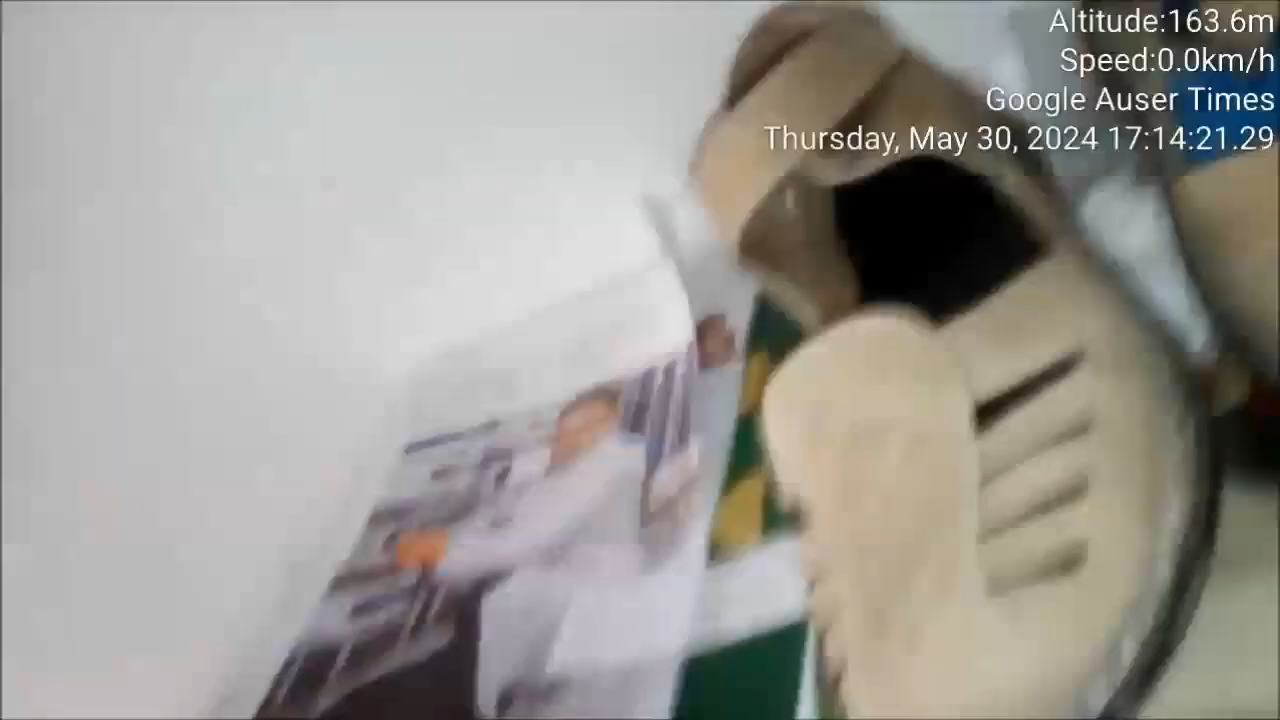 Altitude:163.6m
Speed:0.0km/h
Google Auser Times
Thursday, May 30, 2024 17:14:21.29